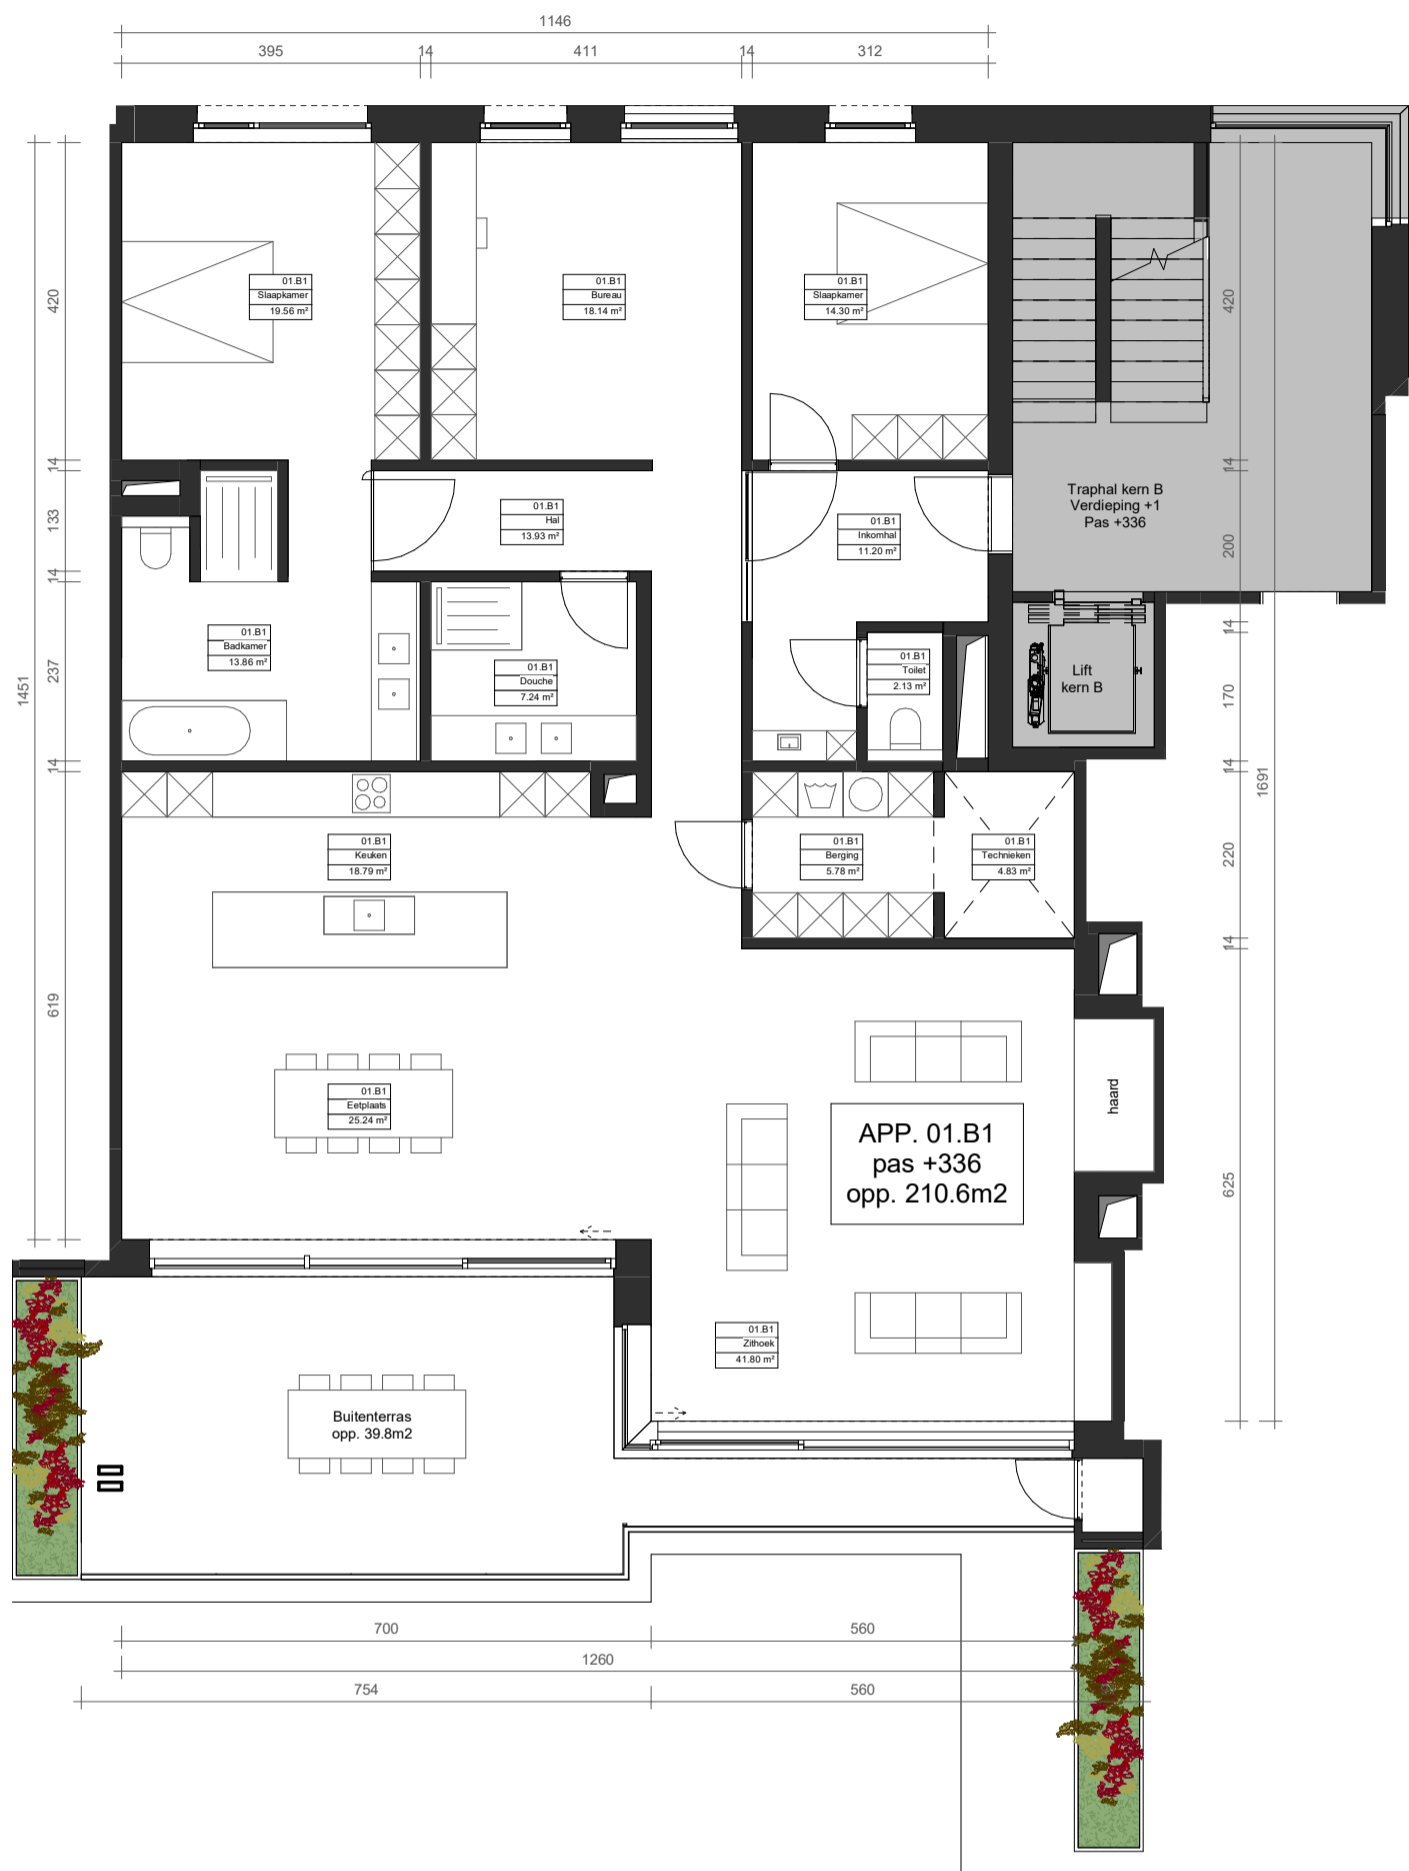 1146
395
14
411
14
312
01.B1
Slaapkamer
19.56 m²
01.B1
Bureau
18.14 m²
01.B1
Slaapkamer
14.30 m²
420
14
133
14
237
14
619
1451
420
14
200
14
170
14
220
14
625
1691
Traphal kern B
Verdieping +1
Pas +336
01.B1
Hal
13.93 m²
01.B1
Inkomhal
11.20 m²
01.B1
Badkamer
13.86 m²
01.B1
Douche
7.24 m²
01.B1
Toilet
2.13 m²
Lift
kern B
01.B1
Keuken
18.79 m²
01.B1
Berging
5.78 m²
01.B1
Technieken
4.83 m²
01.B1
Eetplaats
25.24 m²
haard
APP. 01.B1
pas +336
opp. 210.6m2
01.B1
Zithoek
41.80 m²
Buitenterras
opp. 39.8m2
700
560
1260
754
560